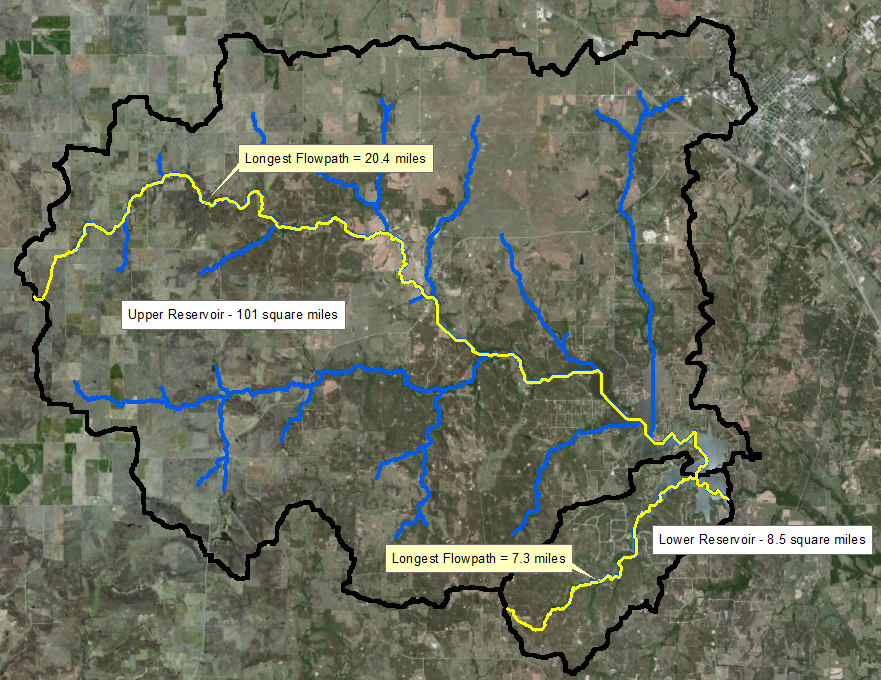 Longest Flowpath = 20.4 miles
Upper Reservoir - 101 square miles
Lower Reservoir - 8.5 square miles
Longest Flowpath = 7.3 miles